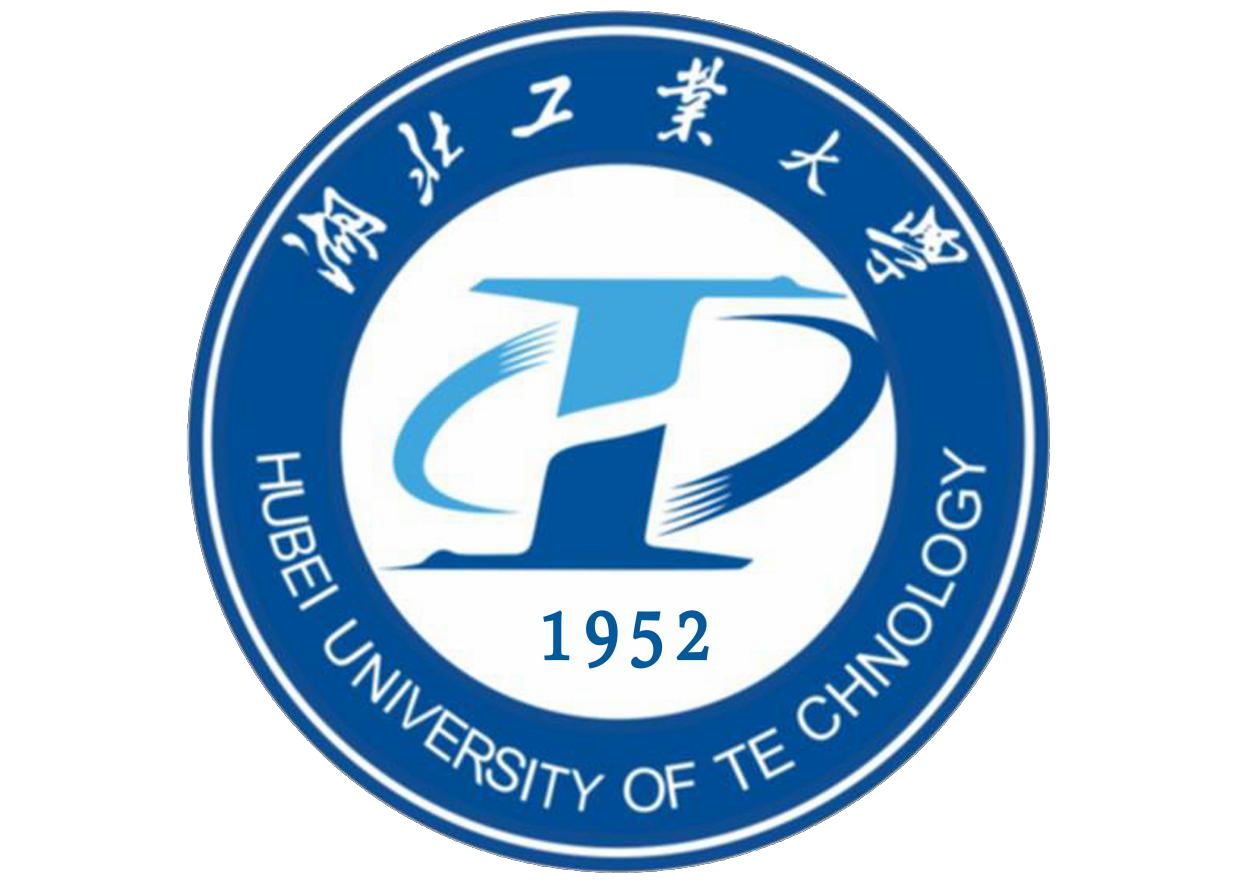 湖北工業大學
1952
HUBEI UNIVERSITY OF TE CHNOLOGY